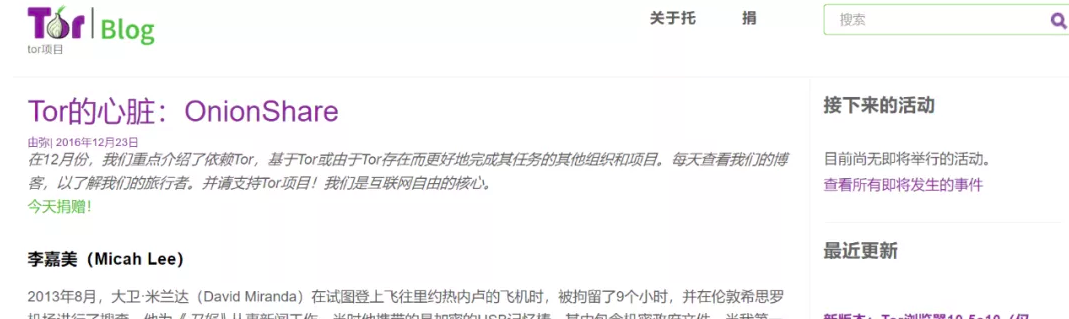 Tor Blog
tor项目
关于托
捐
搜索
Tor的心脏：OnionShare
由弥| 2016年12月23日
在12月份，我们重点介绍了依赖Tor，基于Tor或由于Tor存在而更好地完成其任务的其他组织和项目。每天查看我们的博
客，以了解我们的旅行者。并请支持Tor项目！我们是互联网自由的核心。
今天捐赠！
李嘉美（Micah Lee）
2013年8月，大卫·米兰达（David Miranda）在试图登上飞往里约热内卢的飞机时，被拘留了9个小时，并在伦敦希思罗
接下来的活动
目前尚无即将举行的活动。
查看所有即将发生的事件
最近更新